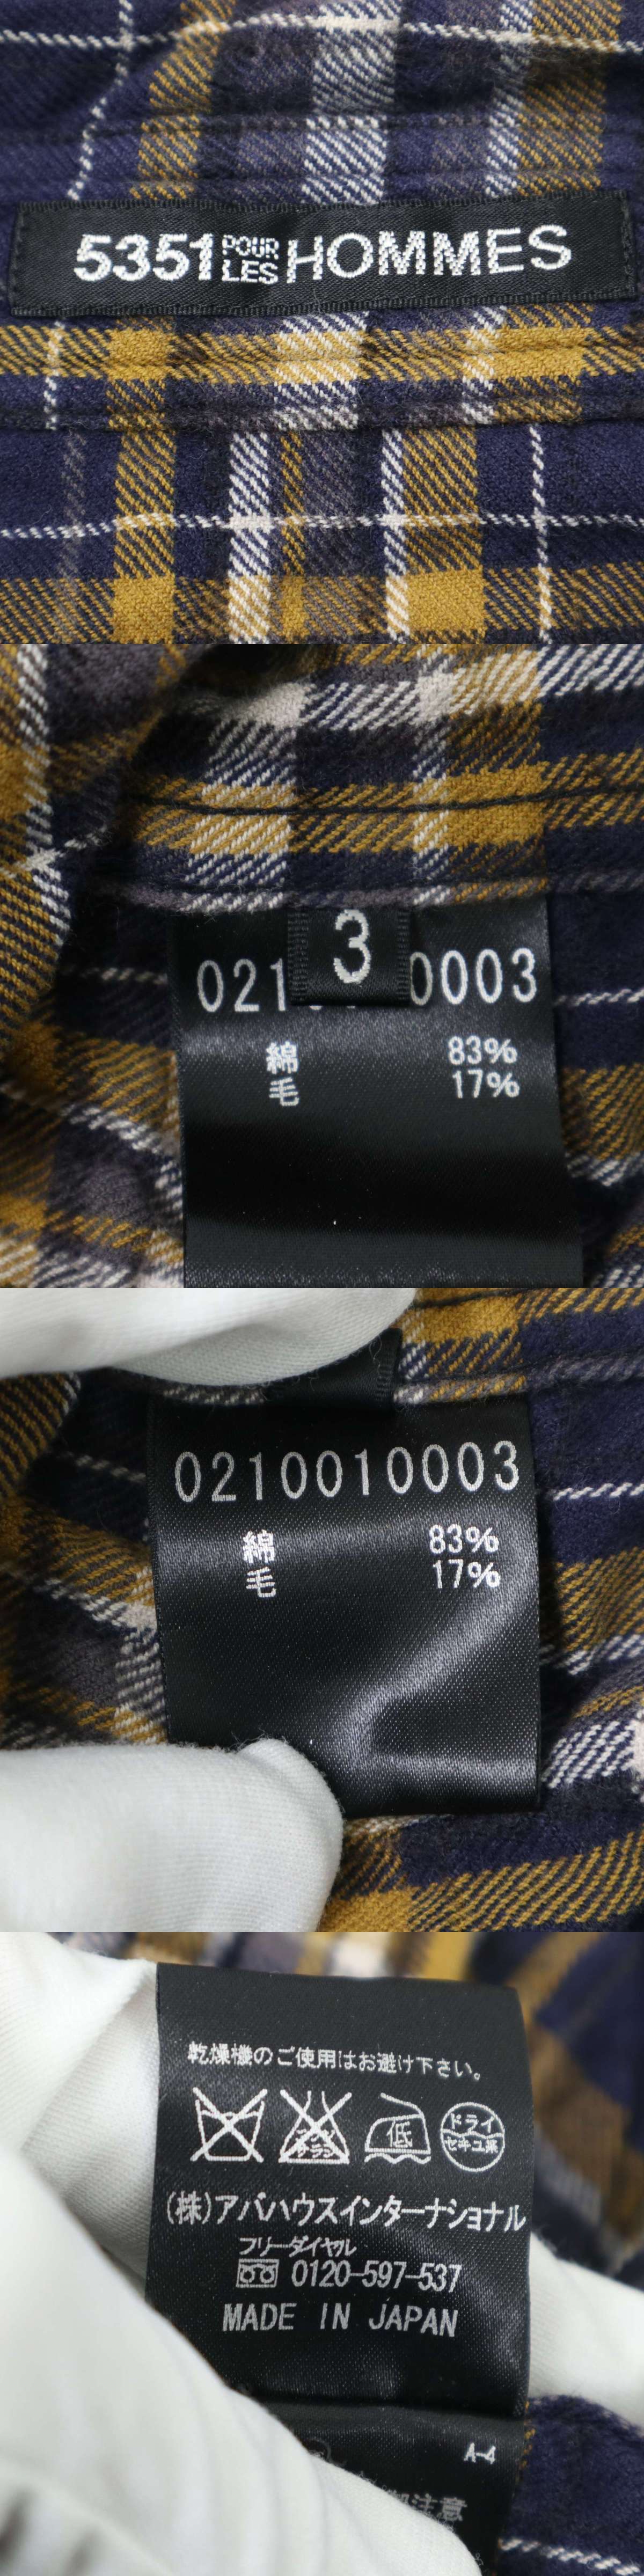 5351 POUR LES HOMMES
3
021 0003
綿 83%
毛 17%
0210010003
綿 83%
毛 17%
乾燥機のご使用はお避け下さい。
低
ドライ
セキユ系
(株)アバハウスインターナショナル
フリーダイヤル
0120-597-537
MADE IN JAPAN
A-4
注意